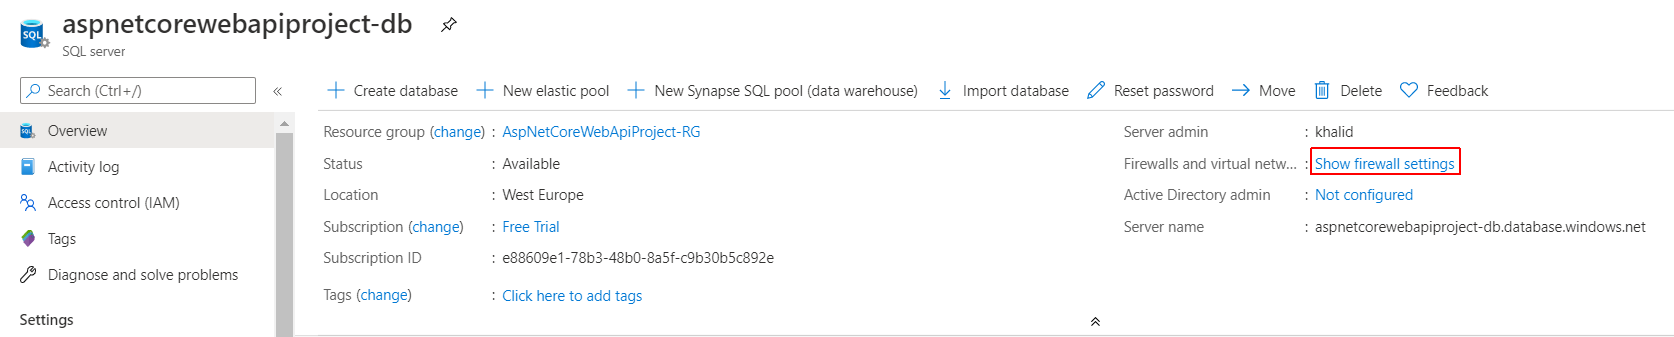 aspnetcorewebapiproject-db
SQL
SQL server
Search (Ctrl+/)
«
Create database
New elastic pool
New Synapse SQL pool (data warehouse)
Import database
Reset password
Move
Delete
Feedback
Overview
Activity log
Access control (IAM)
Tags
Diagnose and solve problems
Settings
Resource group (change) : AspNetCoreWebApiProject-RG
Status : Available
Location : West Europe
Subscription (change) : Free Trial
Subscription ID : e88609e1-78b3-48b0-8a5f-c9b30b5c892e
Tags (change) : Click here to add tags
Server admin : khalid
Firewalls and virtual netw... : Show firewall settings
Active Directory admin : Not configured
Server name : aspnetcorewebapiproject-db.database.windows.net